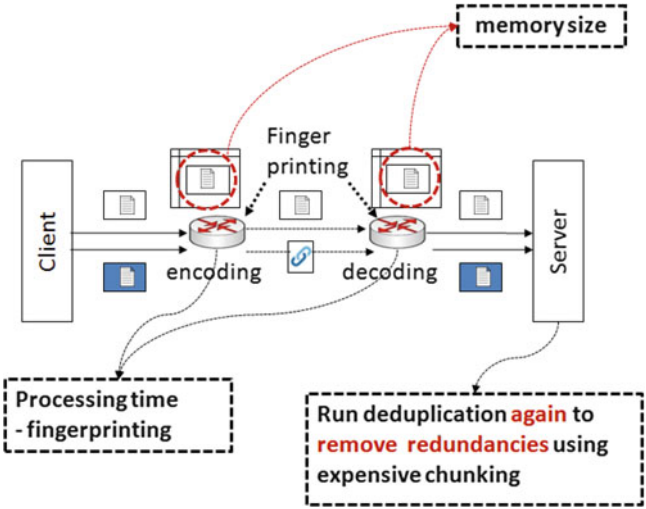 memory size
Finger
printing
Client
encoding
decoding
Server
Processing time
- fingerprinting
Run deduplication again to
remove redundancies using
expensive chunking